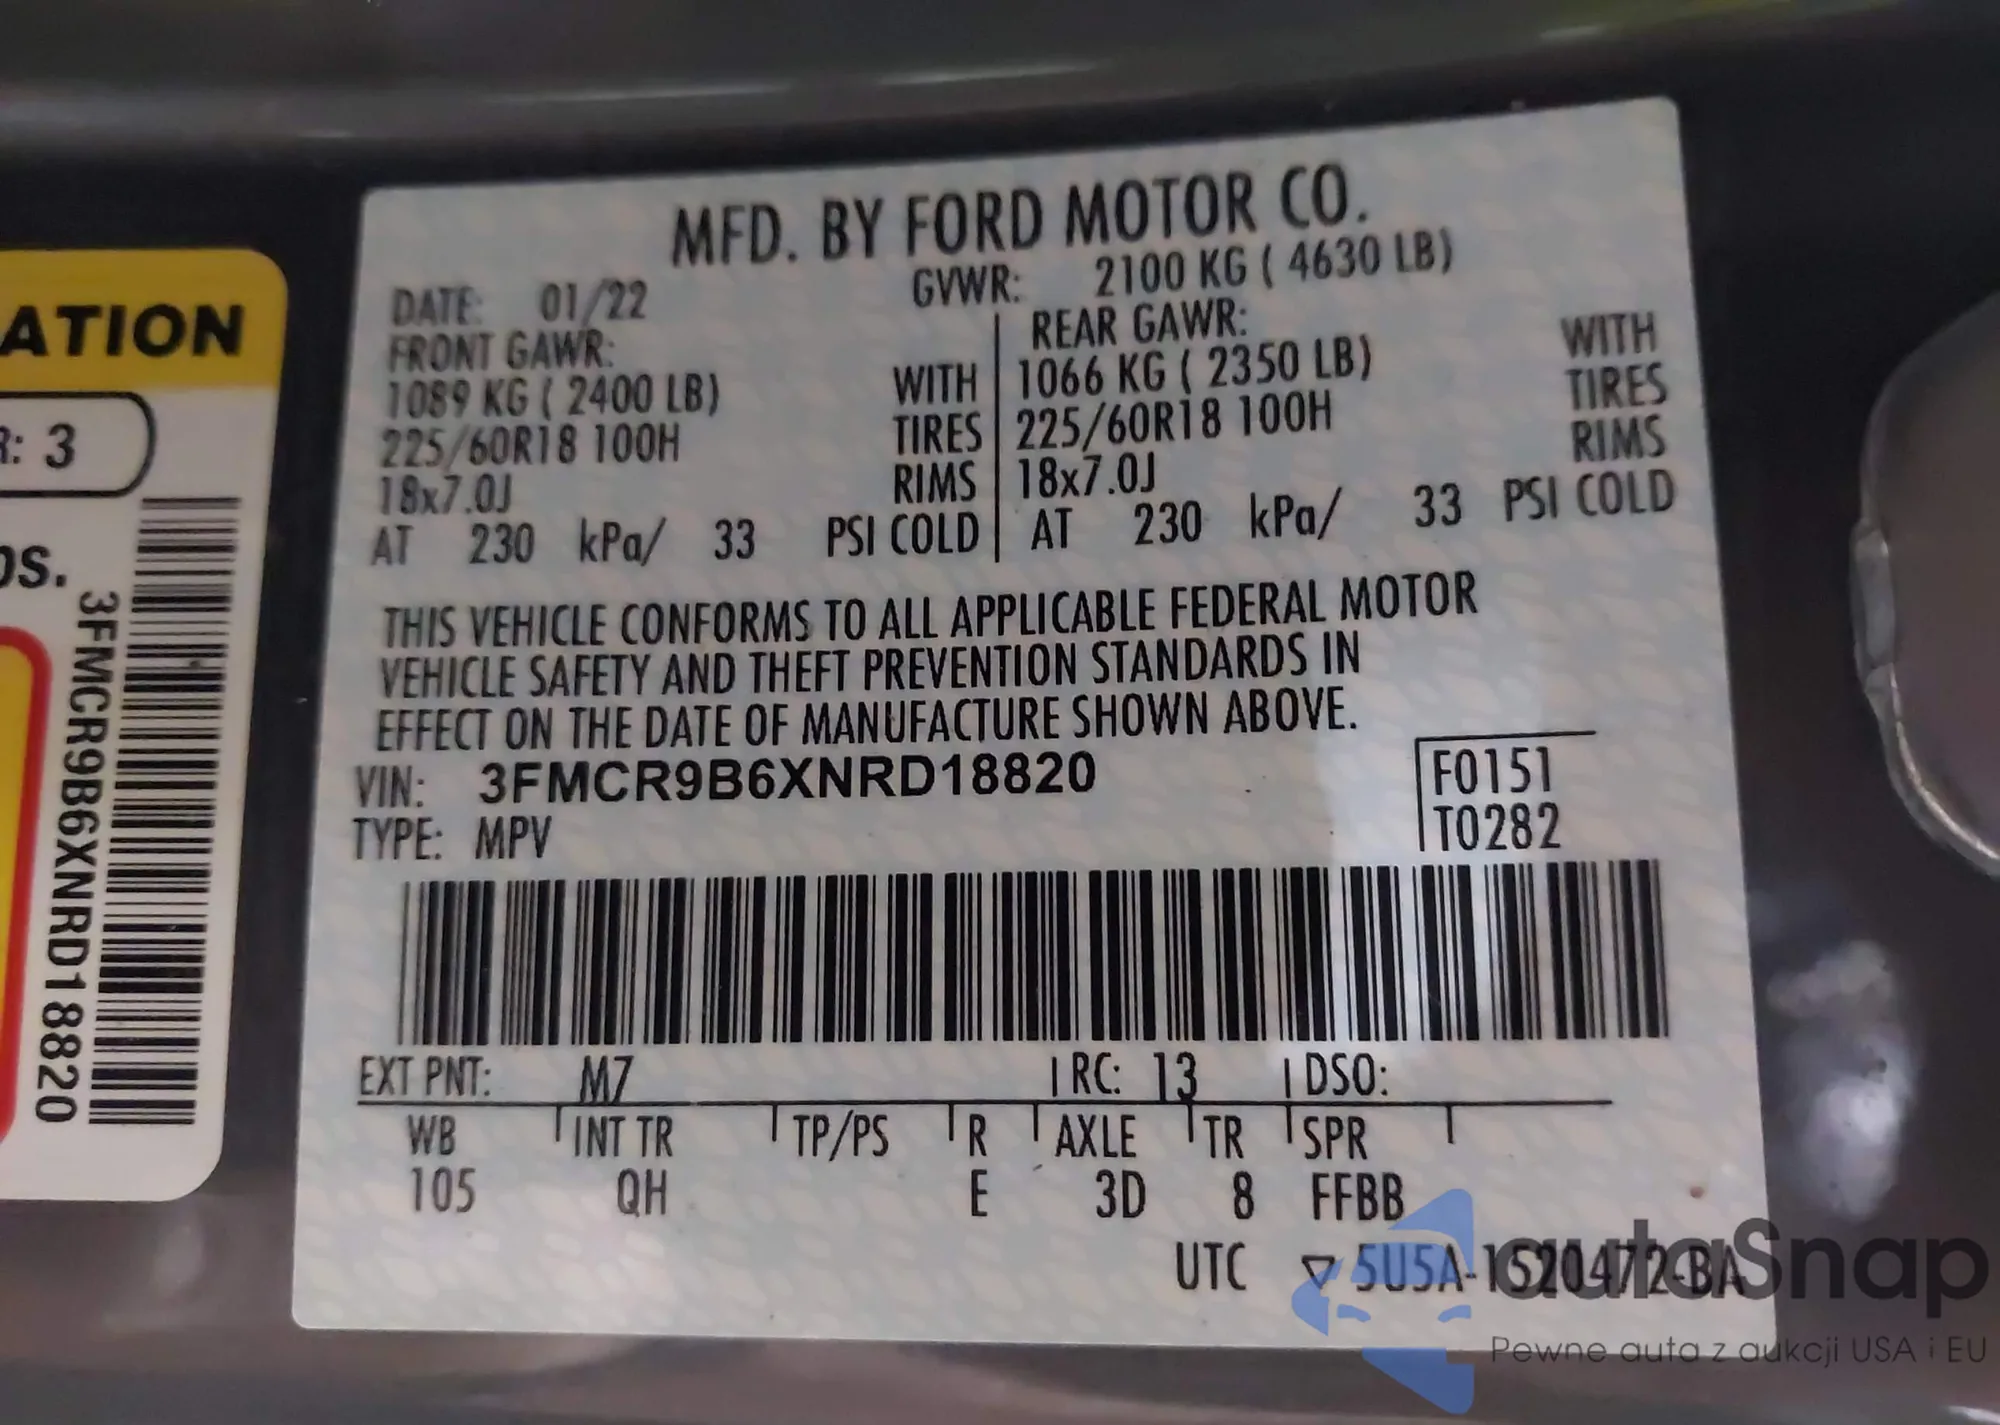 ATION
R: 3
os.
3FMCR9B6XNRD18820
MFD. BY FORD MOTOR CO.
DATE: 01/22 GVWR: 2100 KG ( 4630 LB)
FRONT GAWR: REAR GAWR:
1089 KG ( 2400 LB) WITH 1066 KG ( 2350 LB) WITH
225/60R18 100H TIRES 225/60R18 100H TIRES
18x7.0J RIMS 18x7.0J RIMS
AT 230 kPa/ 33 PSI COLD AT 230 kPa/ 33 PSI COLD
THIS VEHICLE CONFORMS TO ALL APPLICABLE FEDERAL MOTOR
VEHICLE SAFETY AND THEFT PREVENTION STANDARDS IN
EFFECT ON THE DATE OF MANUFACTURE SHOWN ABOVE.
VIN: 3FMCR9B6XNRD18820 F0151
TYPE: MPV T0282
EXT PNT: M7 RC: 13 DSO:
WB INT TR TP/PS R AXLE TR SPR
105 QH E 3D 8 FFBB
UTC ▽ 5U5A-1520472-BA
autoSnap
Pewne auta z aukcji USA i EU